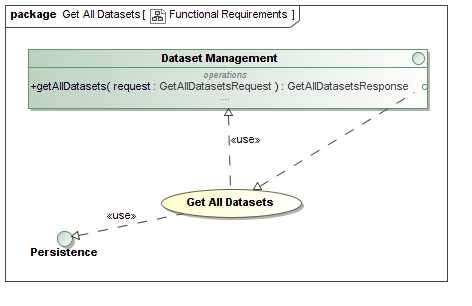 package Get All Datasets [ Functional Requirements ]
Dataset Management
operations
+getAllDatasets( request : GetAllDatasetsRequest ) : GetAllDatasetsResponse
...
«use»
Get All Datasets
«use»
Persistence